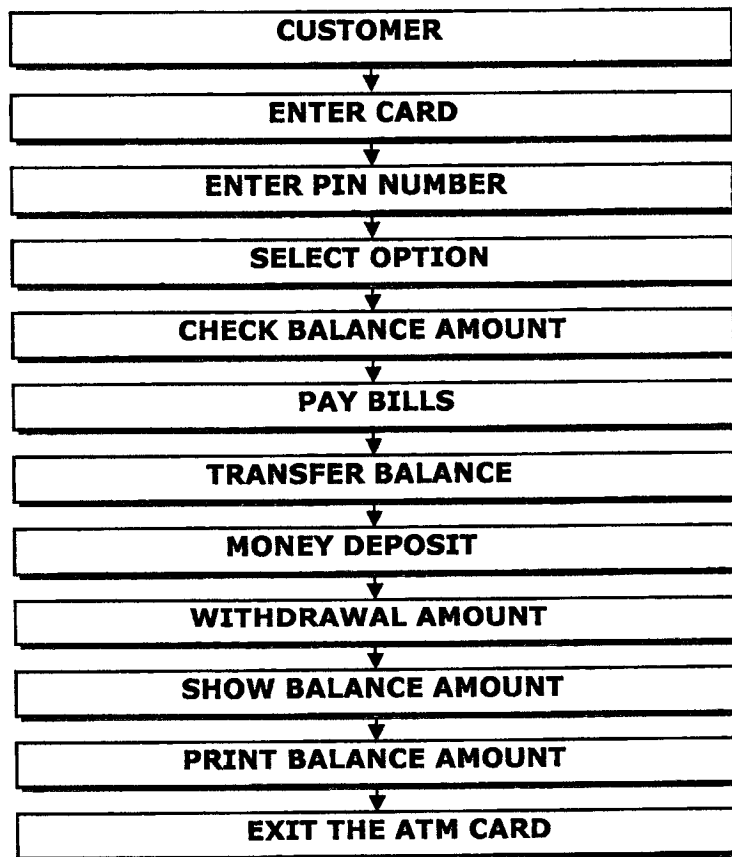 CUSTOMER
ENTER CARD
ENTER PIN NUMBER
SELECT OPTION
CHECK BALANCE AMOUNT
PAY BILLS
TRANSFER BALANCE
MONEY DEPOSIT
WITHDRAWAL AMOUNT
SHOW BALANCE AMOUNT
PRINT BALANCE AMOUNT
EXIT THE ATM CARD